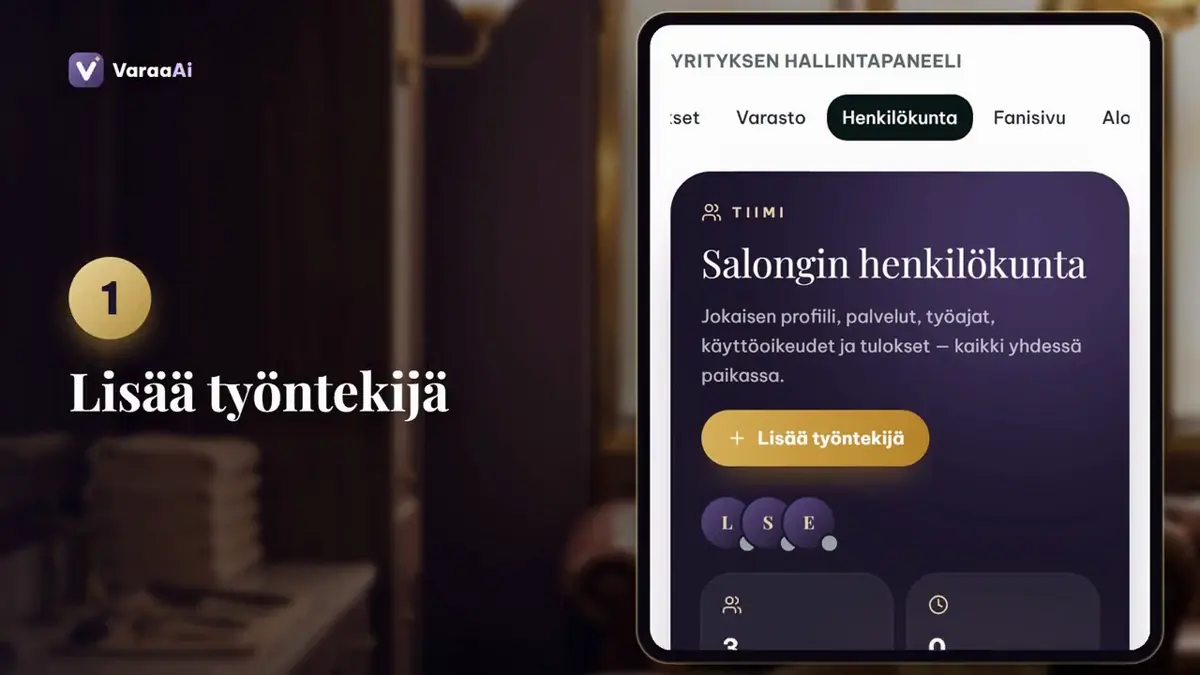 VaraaAi
1
Lisää työntekijä
YRITYKSEN HALLINTAPANEELI
set Varasto Henkilökunta Fanisivu Alo
TIIMI
Salongin henkilökunta
Jokaisen profiili, palvelut, työajat,
käyttöoikeudet ja tulokset — kaikki yhdessä
paikassa.
+ Lisää työntekijä
L S E
3 0